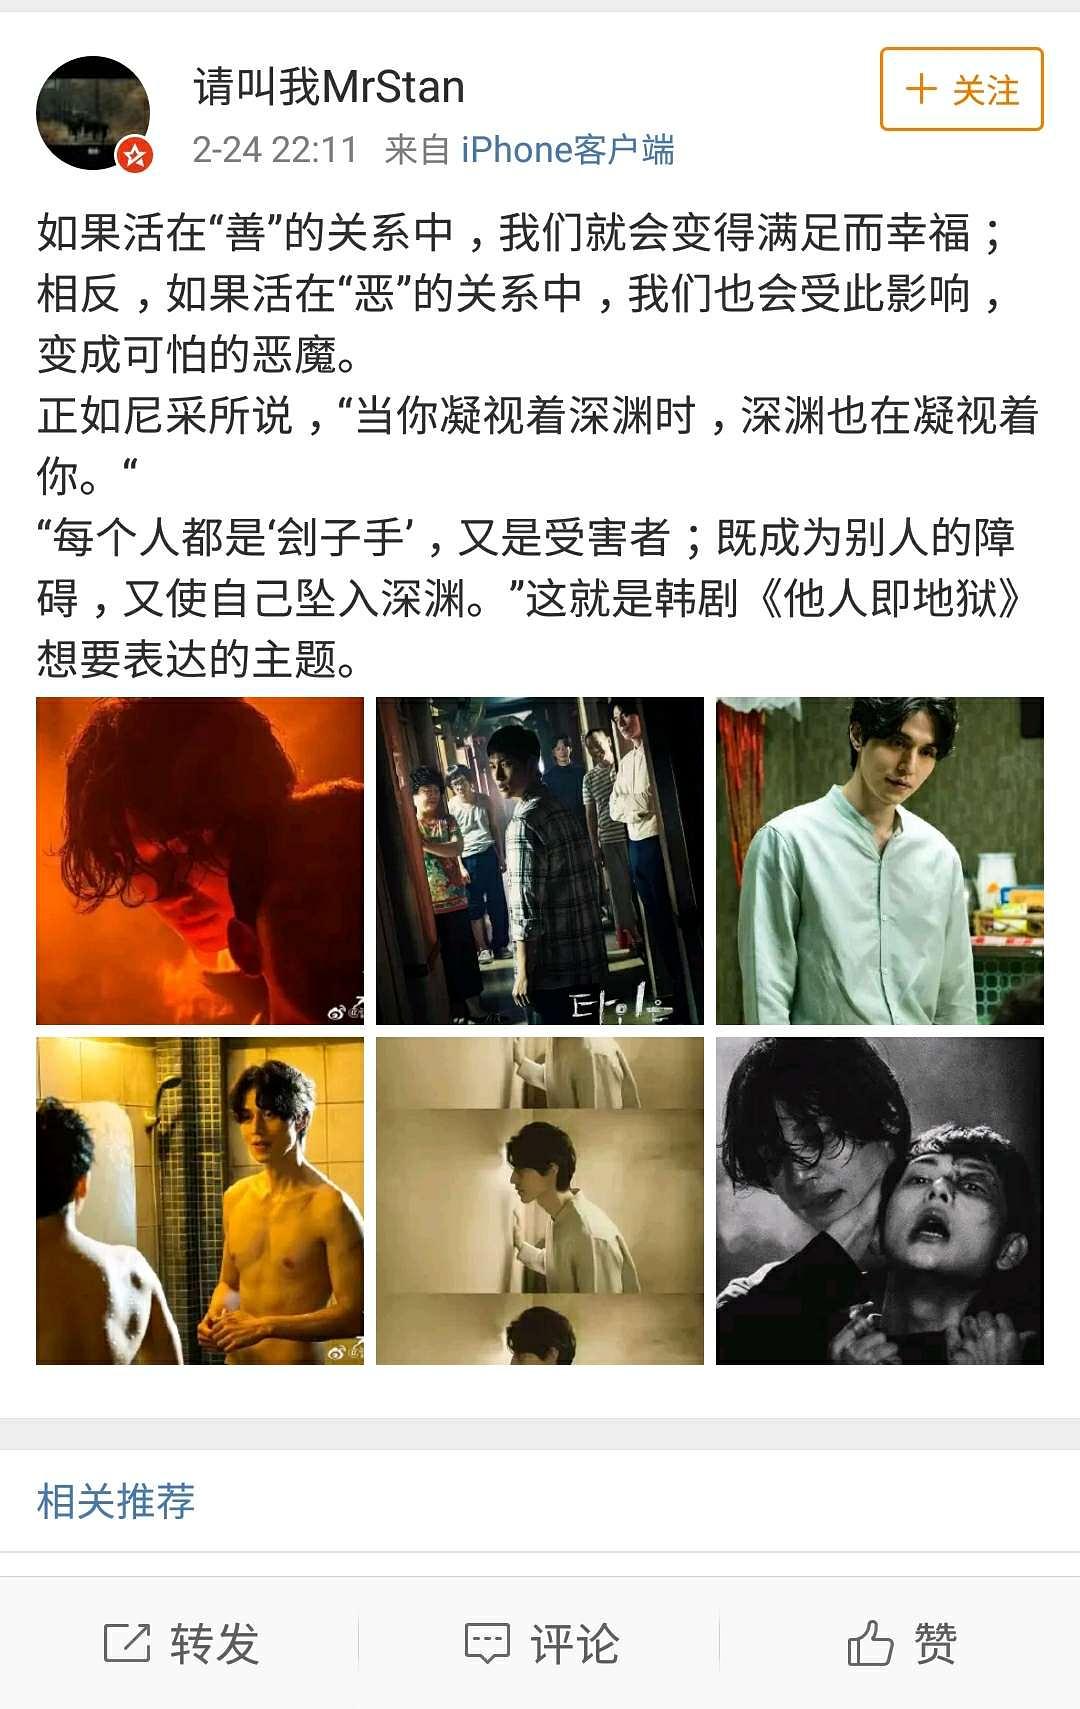 请叫我MrStan
＋ 关注
2-24 22:11 来自 iPhone客户端
如果活在“善”的关系中，我们就会变得满足而幸福；
相反，如果活在“恶”的关系中，我们也会受此影响，
变成可怕的恶魔。
正如尼采所说，“当你凝视着深渊时，深渊也在凝视着
你。“
“每个人都是‘刽子手’，又是受害者；既成为别人的障
碍，又使自己坠入深渊。”这就是韩剧《他人即地狱》
想要表达的主题。
타인은
相关推荐
转发
评论
赞